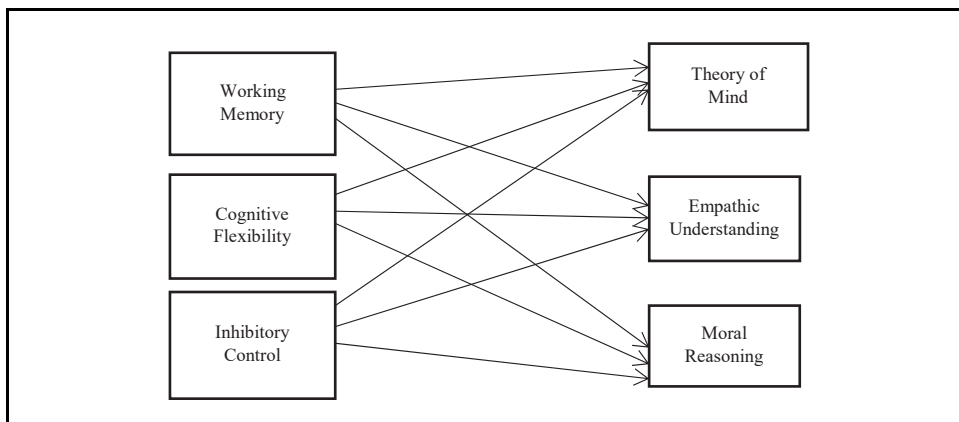 Working
Memory
Cognitive
Flexibility
Inhibitory
Control
Theory of
Mind
Empathic
Understanding
Moral
Reasoning